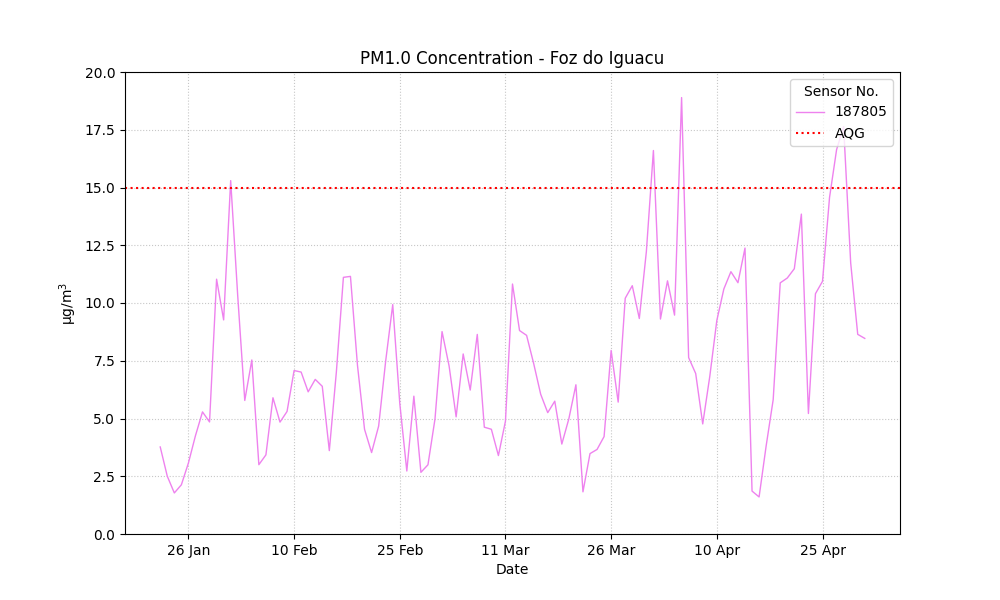 PM1.0 Concentration - Foz do Iguacu
20.0
17.5
15.0
12.5
10.0
7.5
5.0
2.5
0.0
µg/m³
Sensor No.
187805
AQG
26 Jan
10 Feb
25 Feb
11 Mar
26 Mar
10 Apr
25 Apr
Date